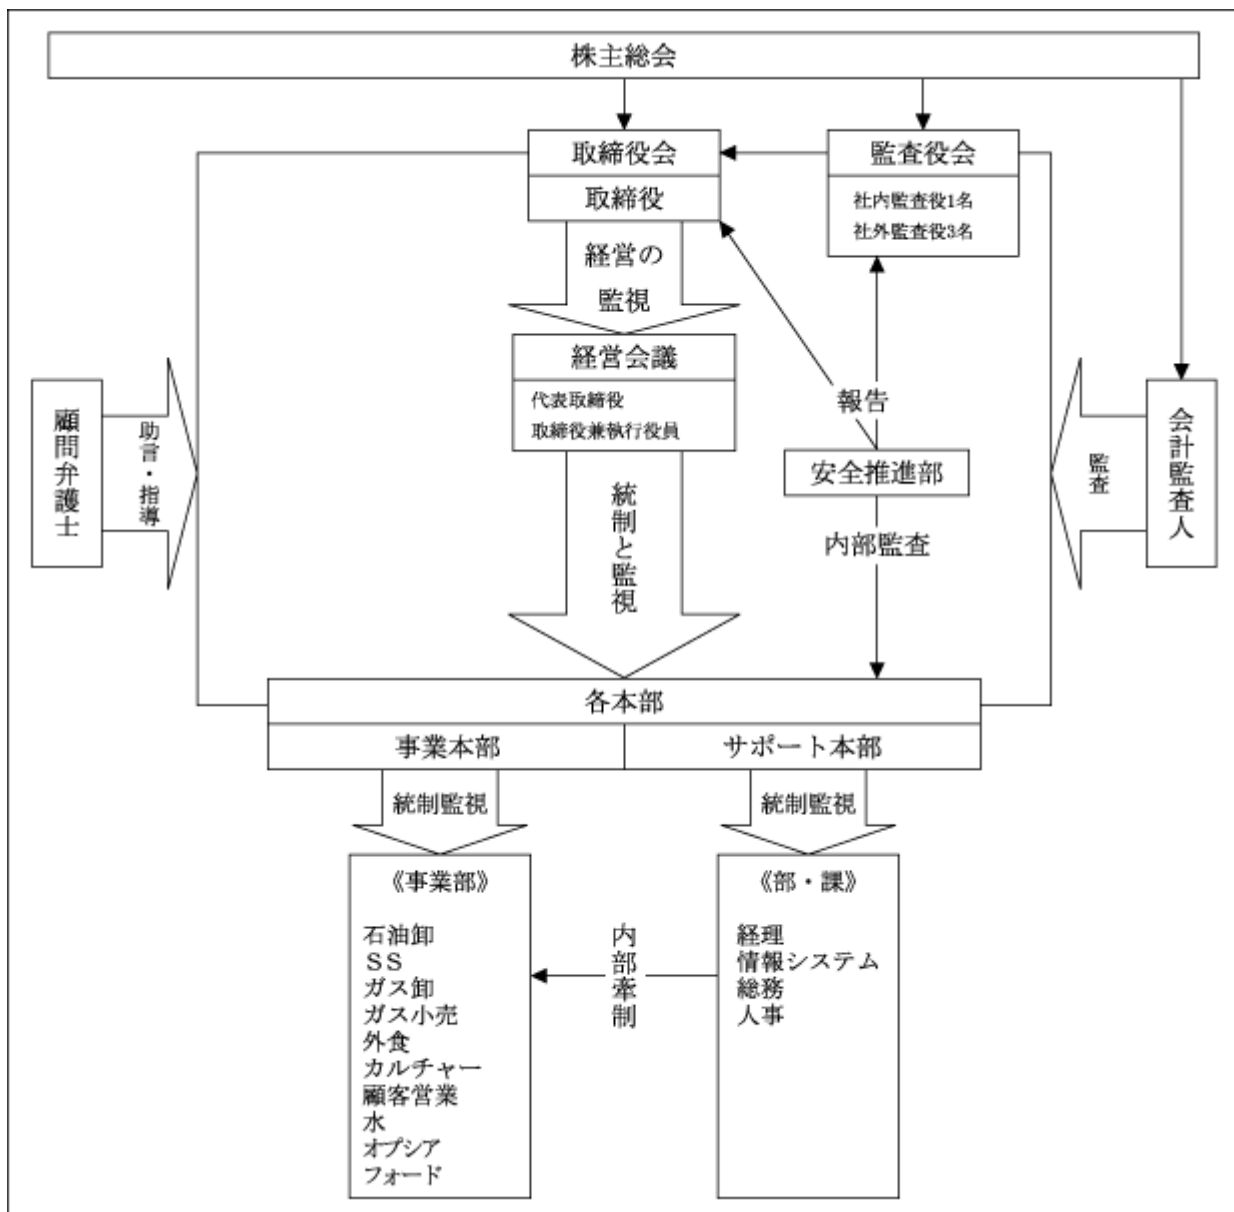 株主総会
取締役会
取締役
監査役会
社内監査役1名
社外監査役3名
経営の
監視
経営会議
代表取締役
取締役兼執行役員
報告
顧問弁護士
助言・指導
会計監査人
監査
安全推進部
内部監査
統制と監視
各本部
事業本部
サポート本部
統制監視
統制監視
《事業部》
石油卸
SS
ガス卸
ガス小売
外食
カルチャー
顧客営業
水
オプシア
フォード
内部牽制
《部・課》
経理
情報システム
総務
人事